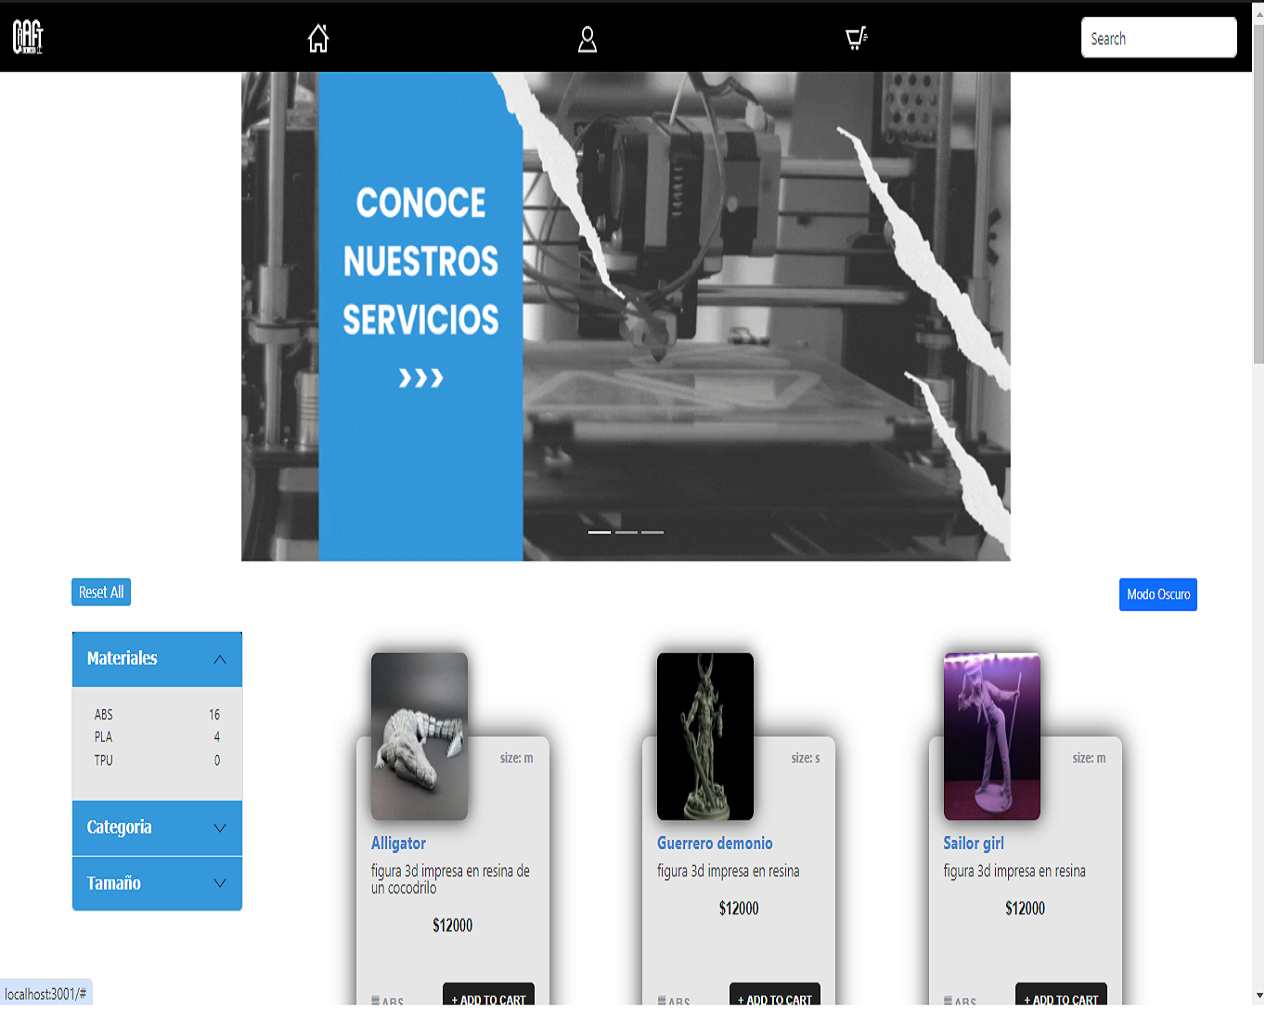 CRAFT
Search
CONOCE
NUESTROS
SERVICIOS
❯❯❯
Reset All
Modo Oscuro
Materiales
ABS 16
PLA 4
TPU 0
Categoria
Tamaño
size: m
Alligator
figura 3d impresa en resina de
un cocodrilo
$12000
ABS
+ ADD TO CART
size: s
Guerrero demonio
figura 3d impresa en resina
$12000
ABS
+ ADD TO CART
size: m
Sailor girl
figura 3d impresa en resina
$12000
ABS
+ ADD TO CART
localhost:3001/#